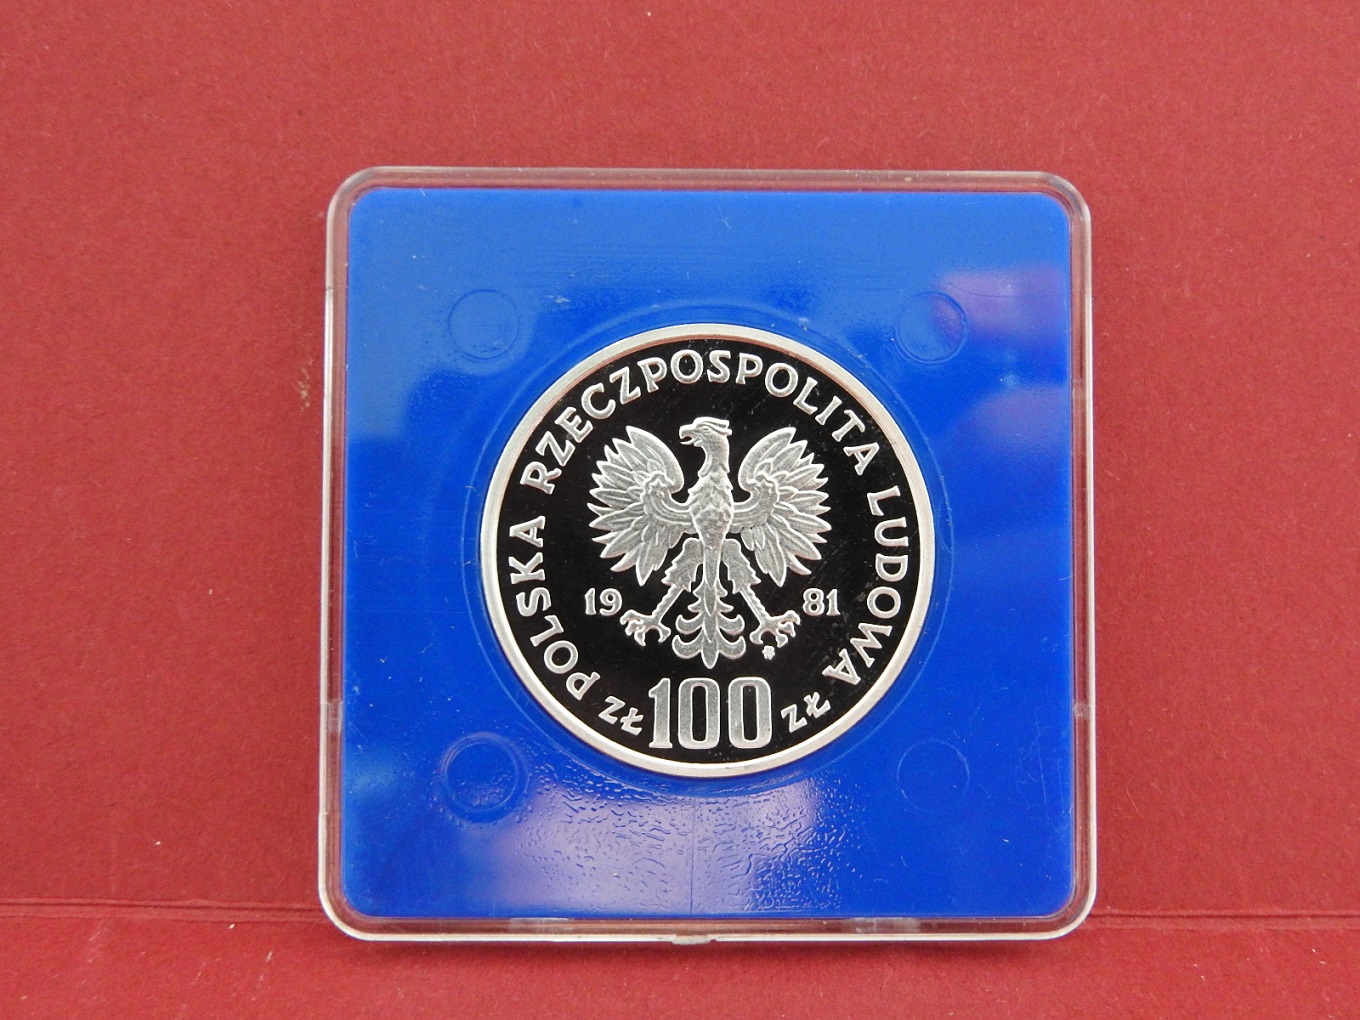 POLSKA RZECZPOSPOLITA LUDOWA
19 81
ZŁ 100 ZŁ